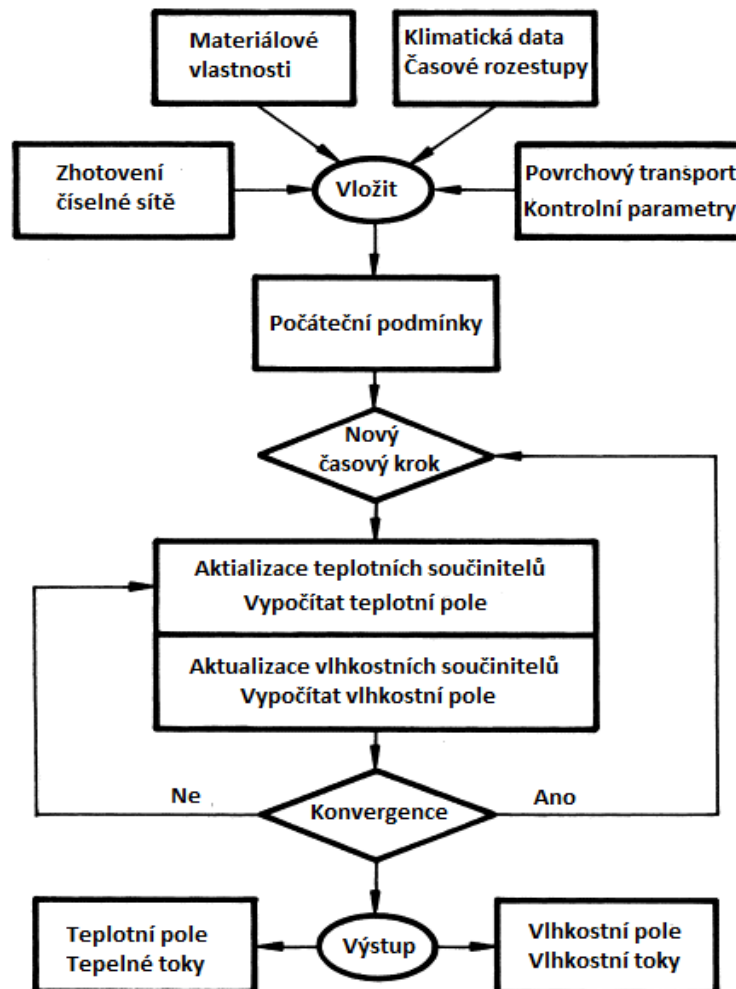 Materiálové
vlastnosti
Klimatická data
Časové rozestupy
Zhotovení
číselné sítě
Vložit
Povrchový transport
Kontrolní parametry
Počáteční podmínky
Nový
časový krok
Aktializace teplotních součinitelů
Vypočítat teplotní pole
Aktualizace vlhkostních součinitelů
Vypočítat vlhkostní pole
Ne
Konvergence
Ano
Teplotní pole
Tepelné toky
Výstup
Vlhkostní pole
Vlhkostní toky